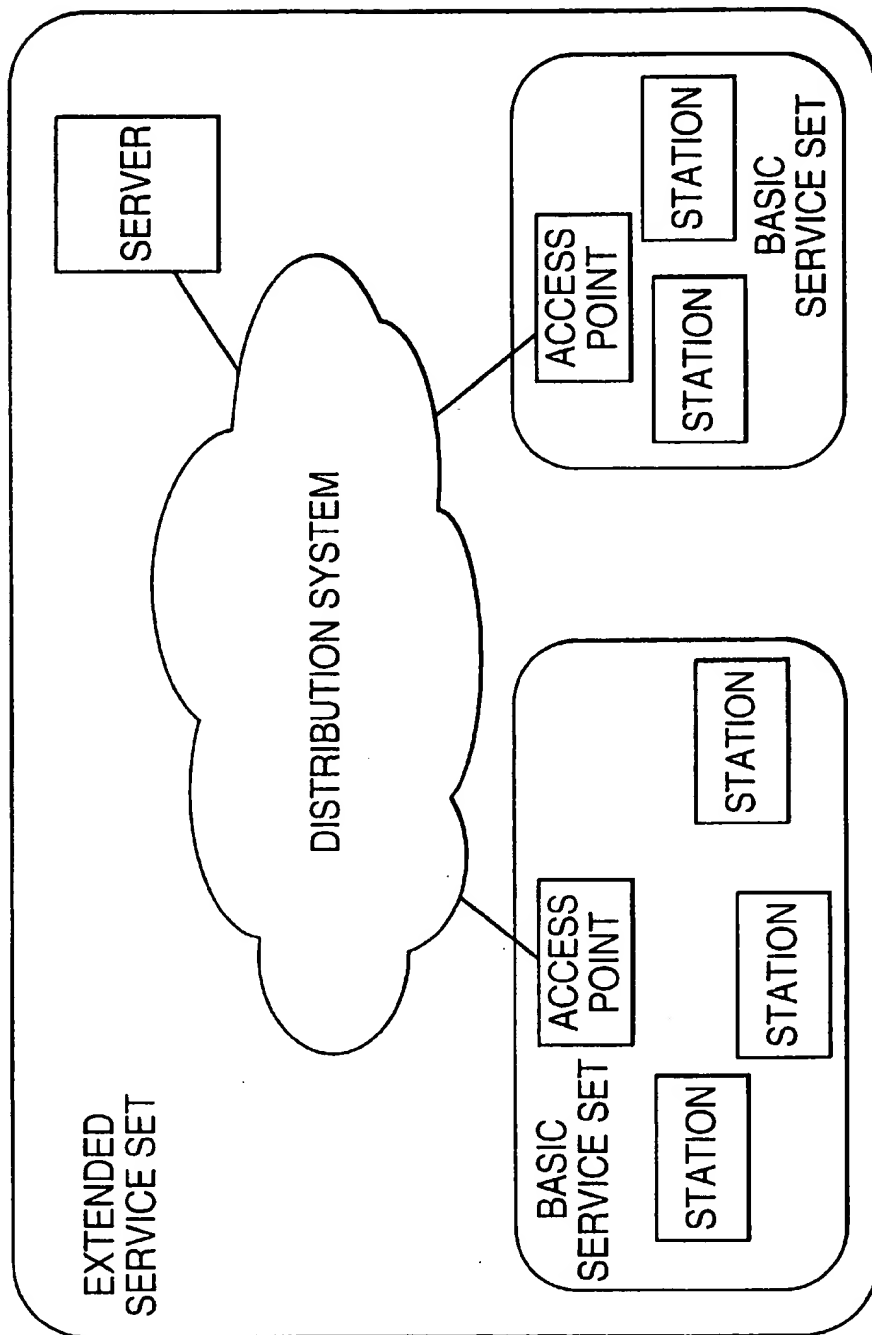 EXTENDED
SERVICE SET
SERVER
DISTRIBUTION SYSTEM
BASIC
SERVICE SET
ACCESS
POINT
STATION
STATION
STATION
ACCESS
POINT
STATION
STATION
BASIC
SERVICE SET